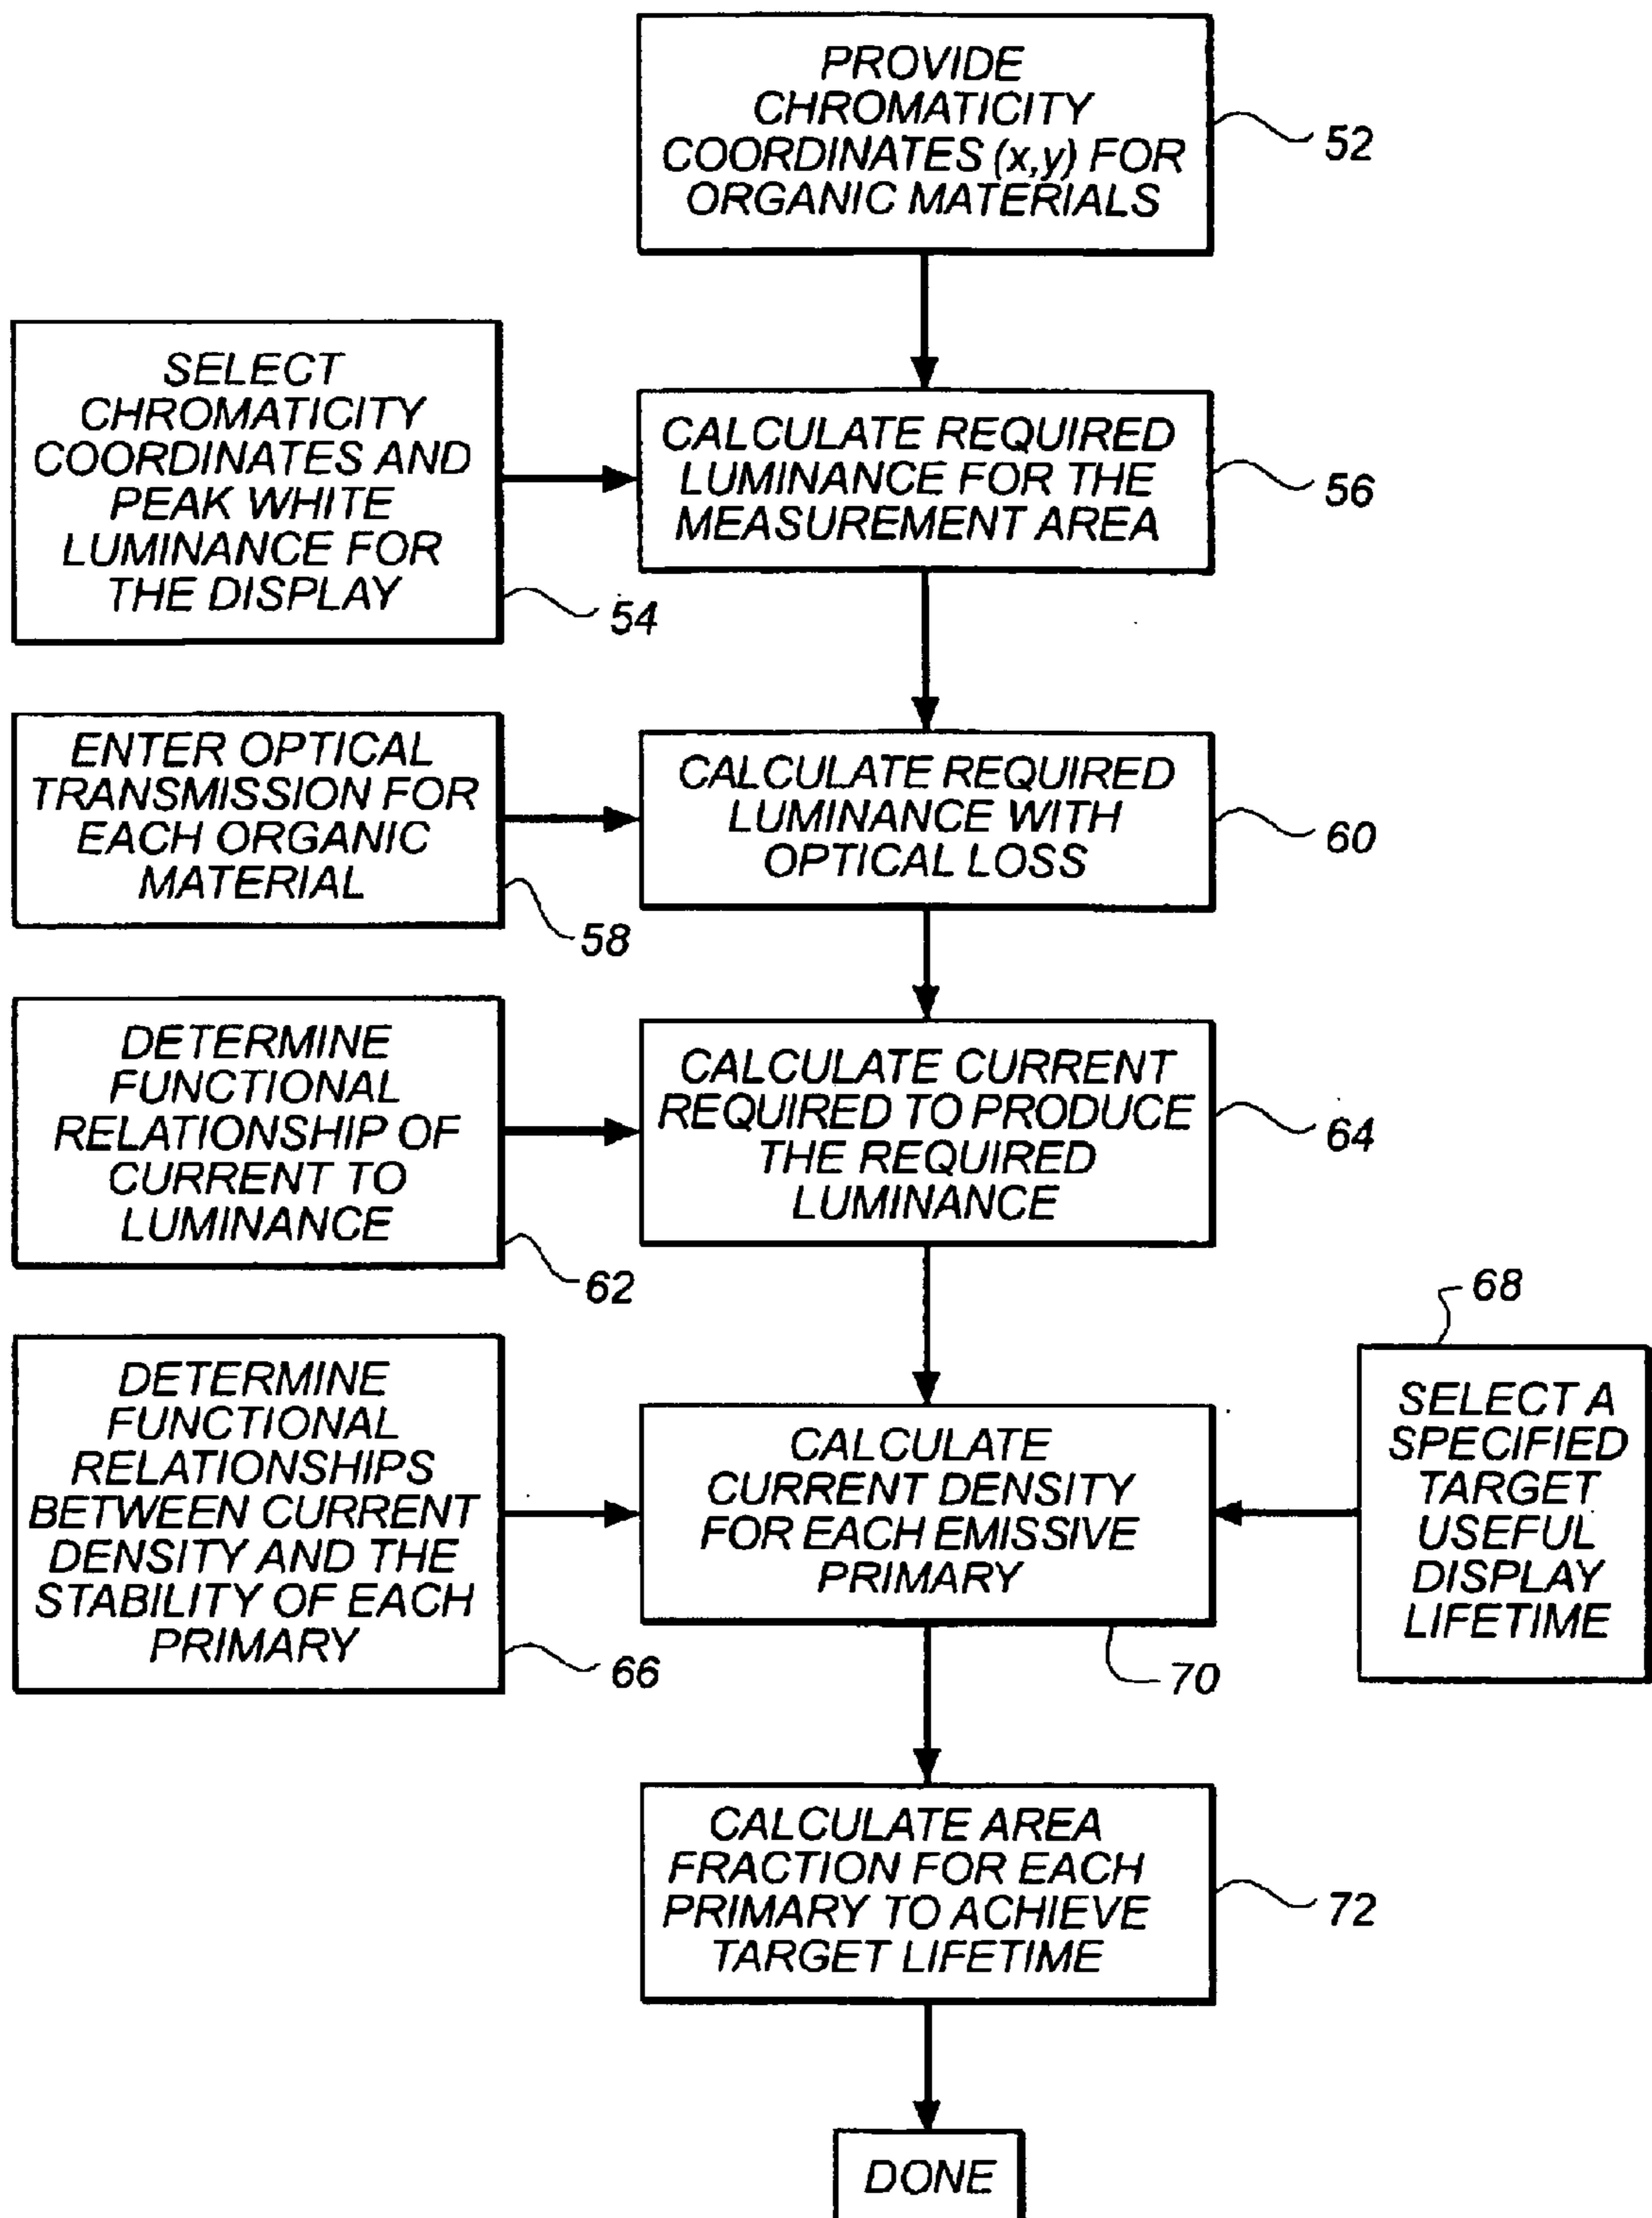 PROVIDE
CHROMATICITY
COORDINATES (x,y) FOR
ORGANIC MATERIALS
52
SELECT
CHROMATICITY
COORDINATES AND
PEAK WHITE
LUMINANCE FOR
THE DISPLAY
54
CALCULATE REQUIRED
LUMINANCE FOR THE
MEASUREMENT AREA
56
ENTER OPTICAL
TRANSMISSION FOR
EACH ORGANIC
MATERIAL
58
CALCULATE REQUIRED
LUMINANCE WITH
OPTICAL LOSS
60
DETERMINE
FUNCTIONAL
RELATIONSHIP OF
CURRENT TO
LUMINANCE
62
CALCULATE CURRENT
REQUIRED TO PRODUCE
THE REQUIRED
LUMINANCE
64
DETERMINE
FUNCTIONAL
RELATIONSHIPS
BETWEEN CURRENT
DENSITY AND THE
STABILITY OF EACH
PRIMARY
66
68
SELECT A
SPECIFIED
TARGET
USEFUL
DISPLAY
LIFETIME
CALCULATE
CURRENT DENSITY
FOR EACH EMISSIVE
PRIMARY
70
CALCULATE AREA
FRACTION FOR EACH
PRIMARY TO ACHIEVE
TARGET LIFETIME
72
DONE